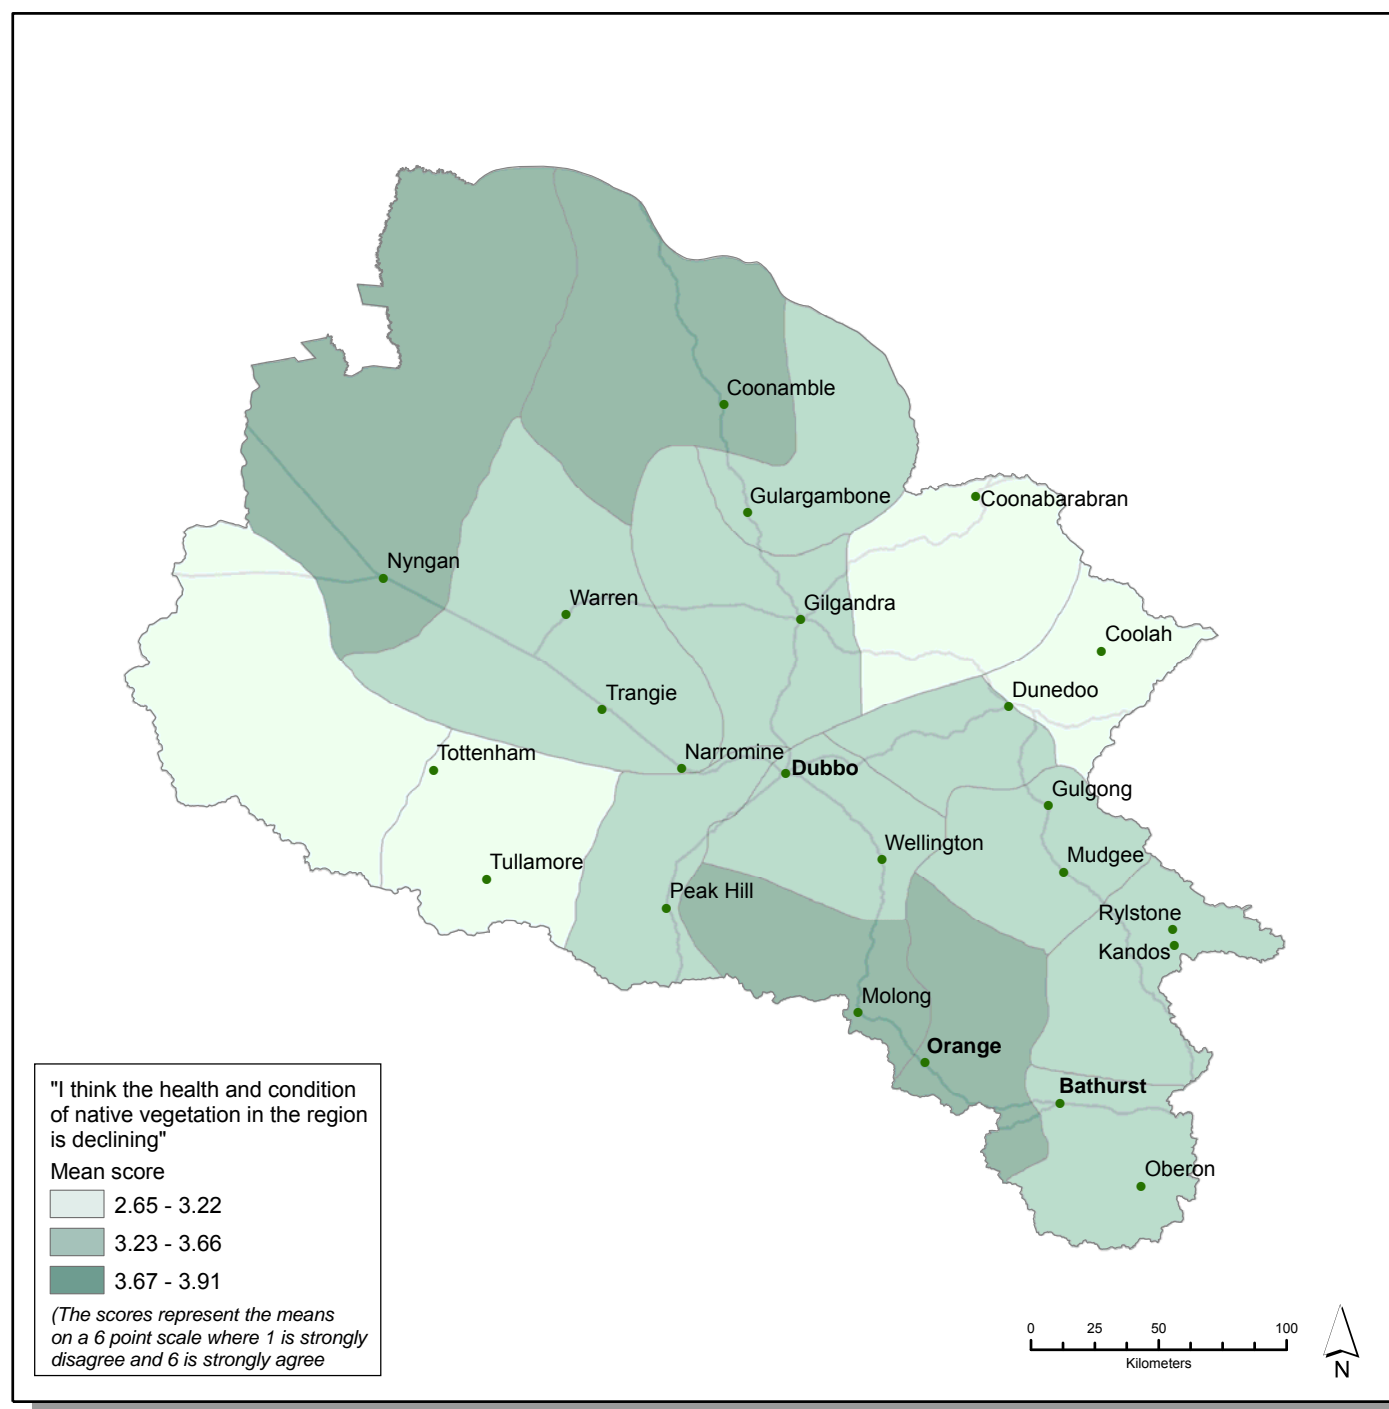 Coonamble
Gulargambone
Coonabarabran
Nyngan
Warren
Gilgandra
Coolah
Trangie
Dunedoo
Tottenham
Narromine
Dubbo
Gulgong
Wellington
Mudgee
Tullamore
Peak Hill
Rylstone
Kandos
Molong
Orange
Bathurst
Oberon
"I think the health and condition
of native vegetation in the region
is declining"
Mean score
2.65 - 3.22
3.23 - 3.66
3.67 - 3.91
(The scores represent the means
on a 6 point scale where 1 is strongly
disagree and 6 is strongly agree
0 25 50 100
Kilometers
N